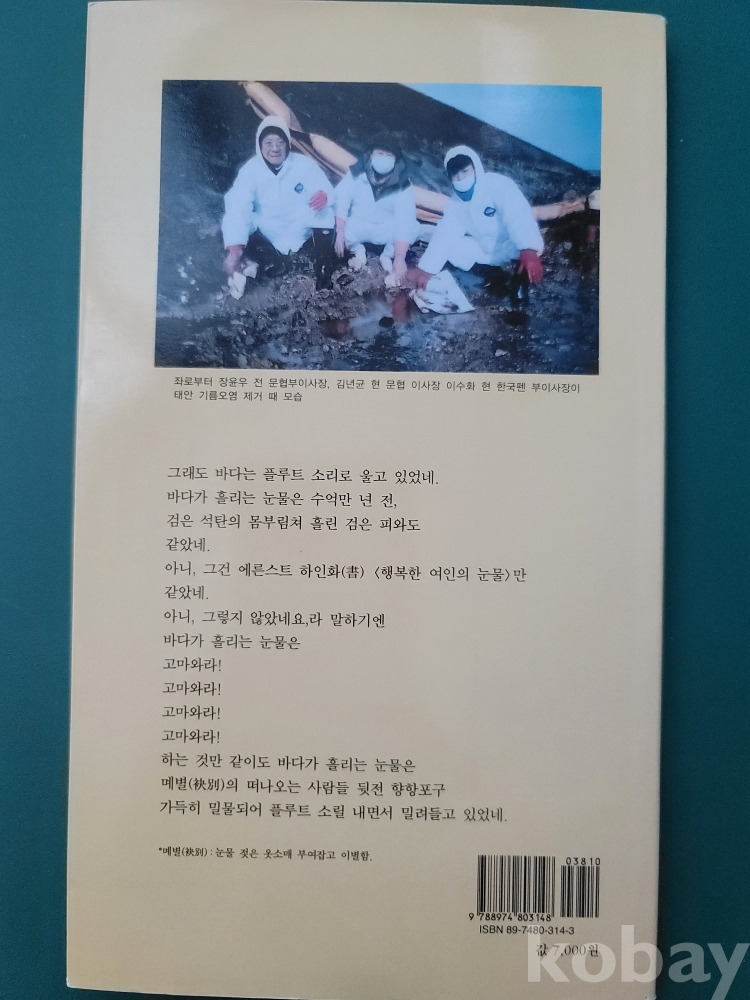 좌로부터 장윤우 전 문협부이사장, 김년균 현 문협 이사장 이수화 현 한국펜 부이사장이
태안 기름오염 제거 때 모습
그래도 바다는 플루트 소리로 울고 있었네.
바다가 흘리는 눈물은 수억만 년 전,
검은 석탄의 몸부림쳐 흘린 검은 피와도
같았네.
아니, 그건 에른스트 하인화(書) 〈행복한 여인의 눈물〉만
같았네.
아니, 그렇지 않았네요,라 말하기엔
바다가 흘리는 눈물은
고마와라!
고마와라!
고마와라!
고마와라!
하는 것만 같이도 바다가 흘리는 눈물은
몌별(袂別)의 떠나오는 사람들 뒷전 향항포구
가득히 밀물되어 플루트 소릴 내면서 밀려들고 있었네.
*몌별(袂別) : 눈물 젖은 옷소매 부여잡고 이별함.
03810
9 788974 803148
ISBN 89-7480-314-3
값 7,000원
kobay